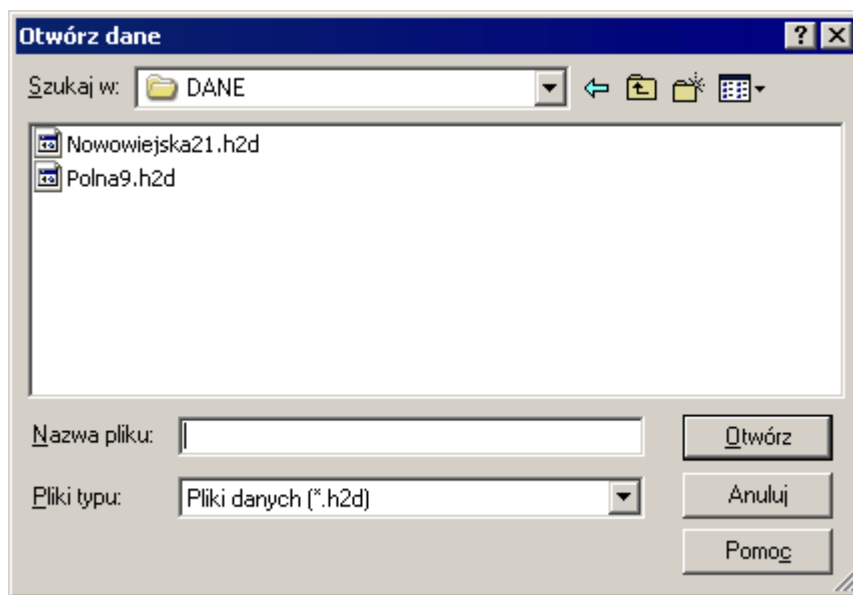 Otwórz dane
Szukaj w: DANE
Nowowiejska21.h2d
Polna9.h2d
Nazwa pliku: Otwórz
Pliki typu: Pliki danych (*.h2d) Anuluj
Pomoc